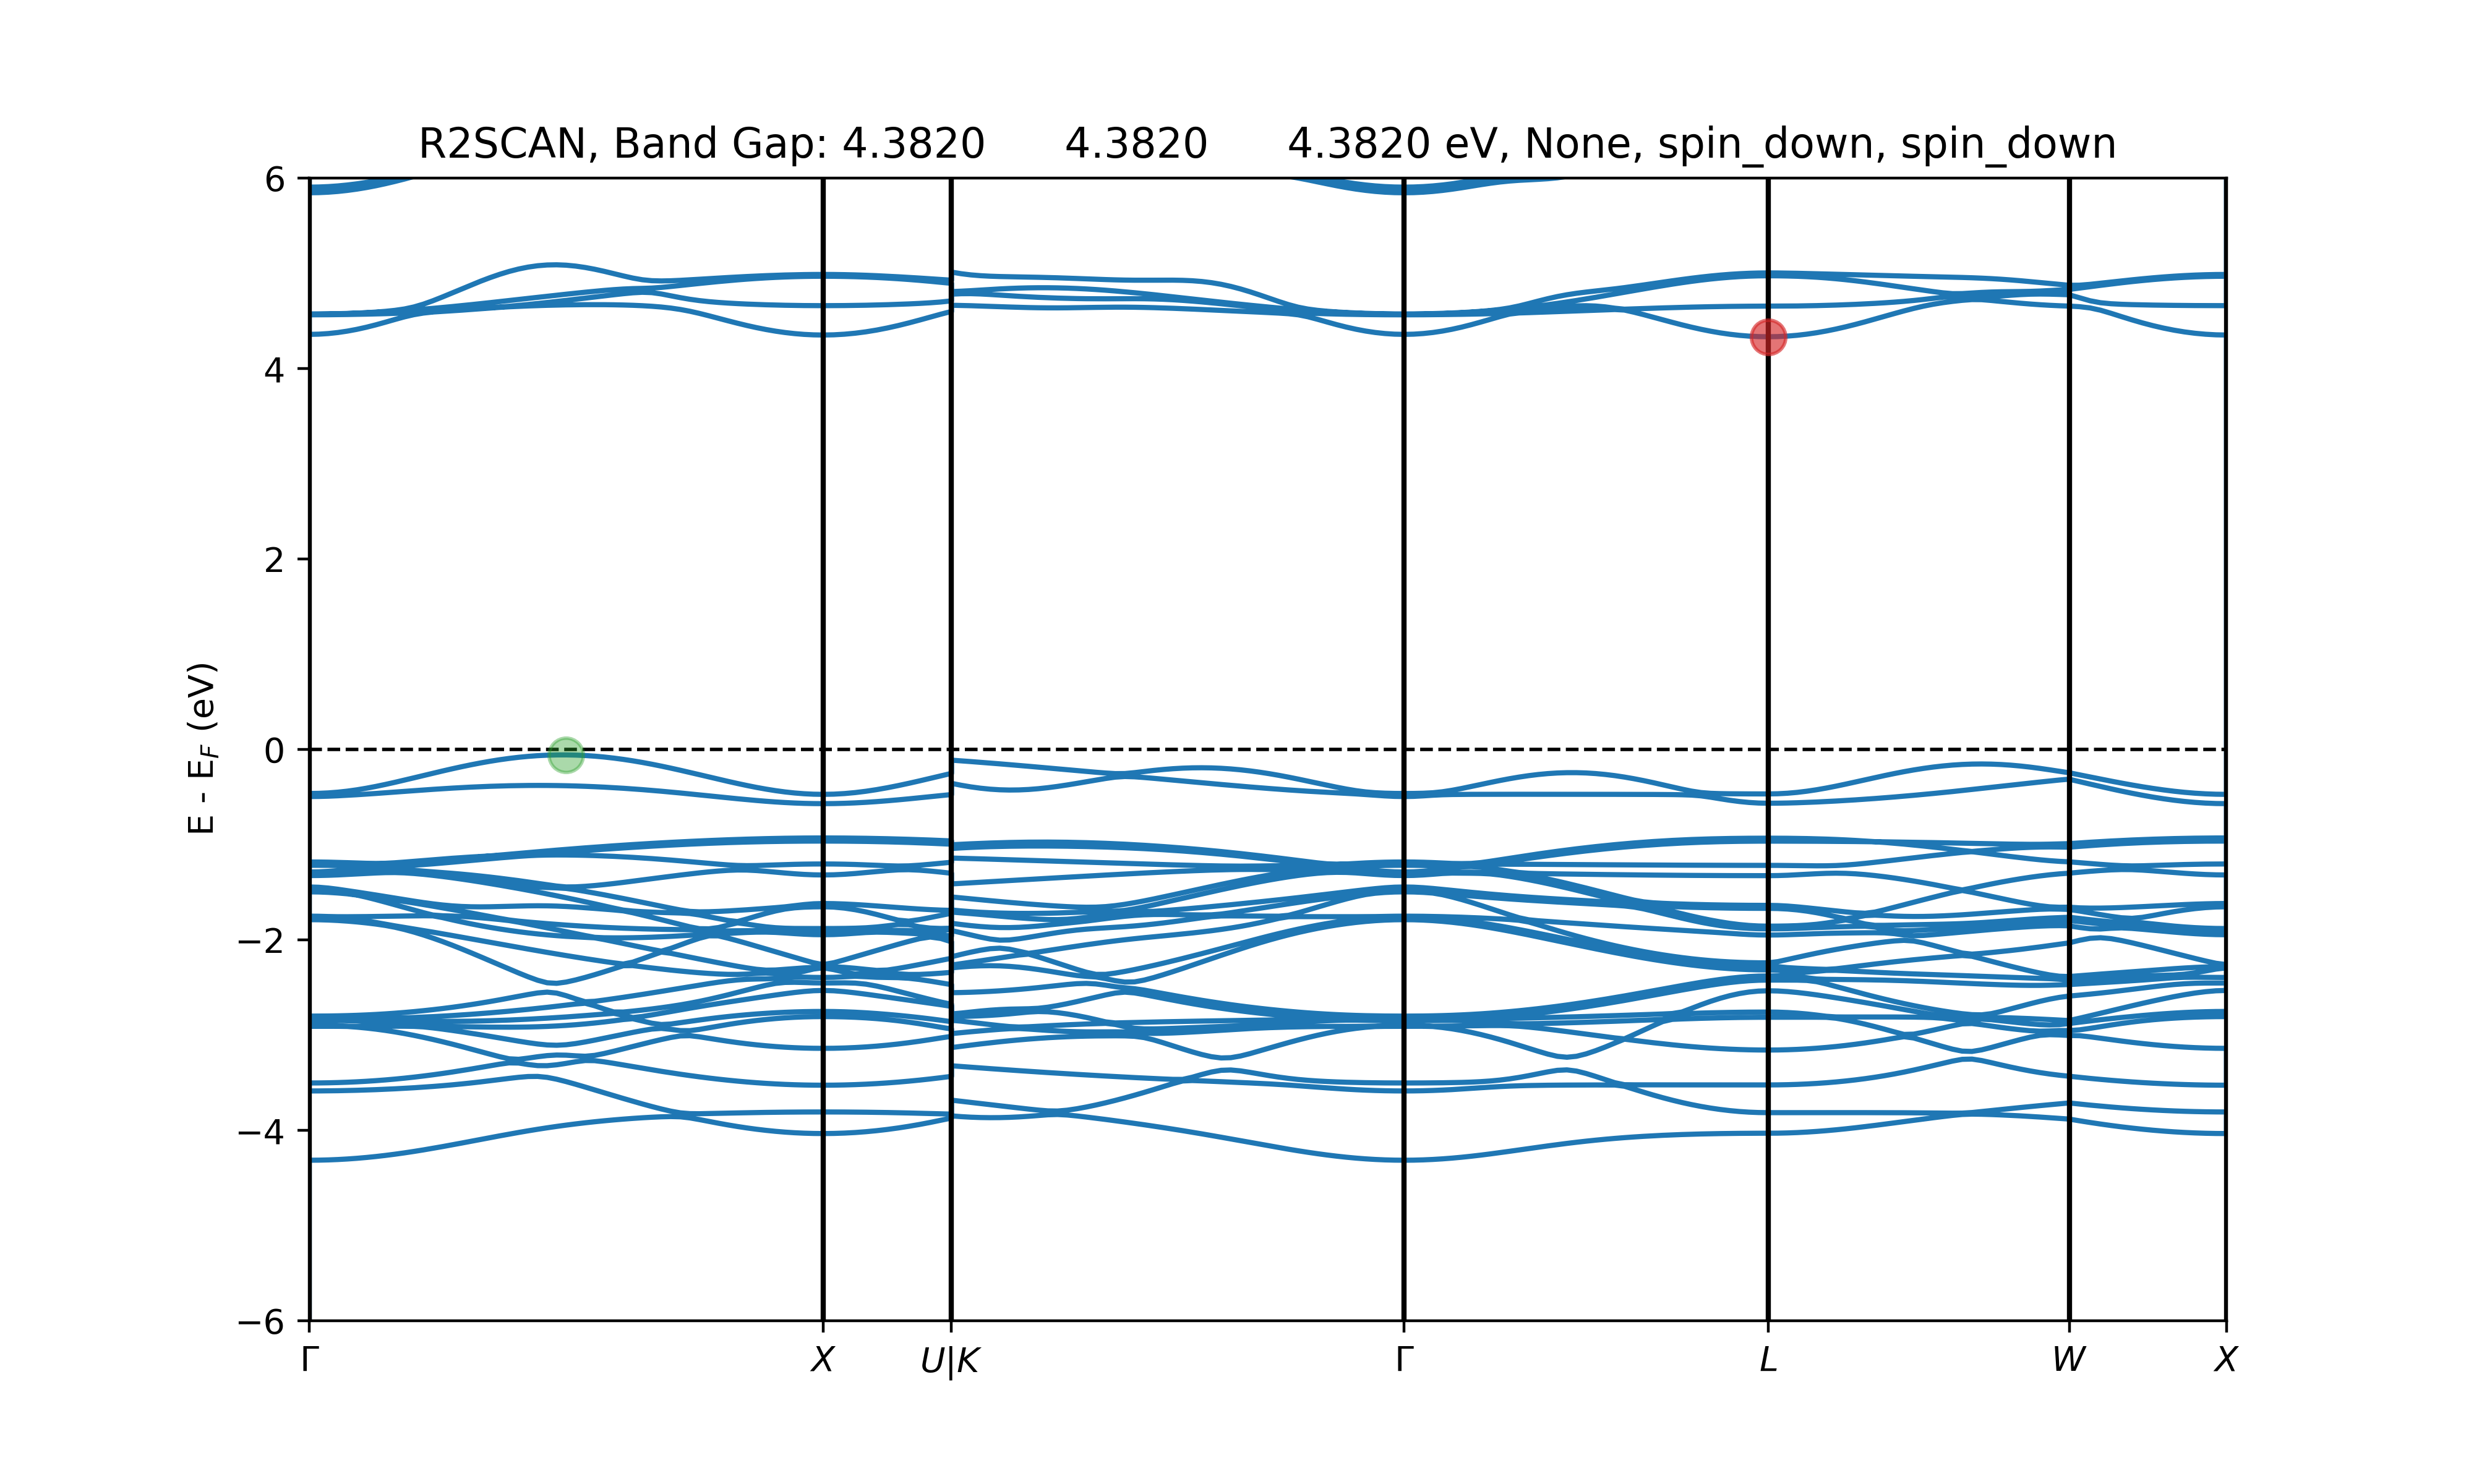 R2SCAN, Band Gap: 4.3820 4.3820 4.3820 eV, None, spin_down, spin_down
6
4
2
0
−2
−4
−6
E - E_F (eV)
Γ X U|K Γ L W X